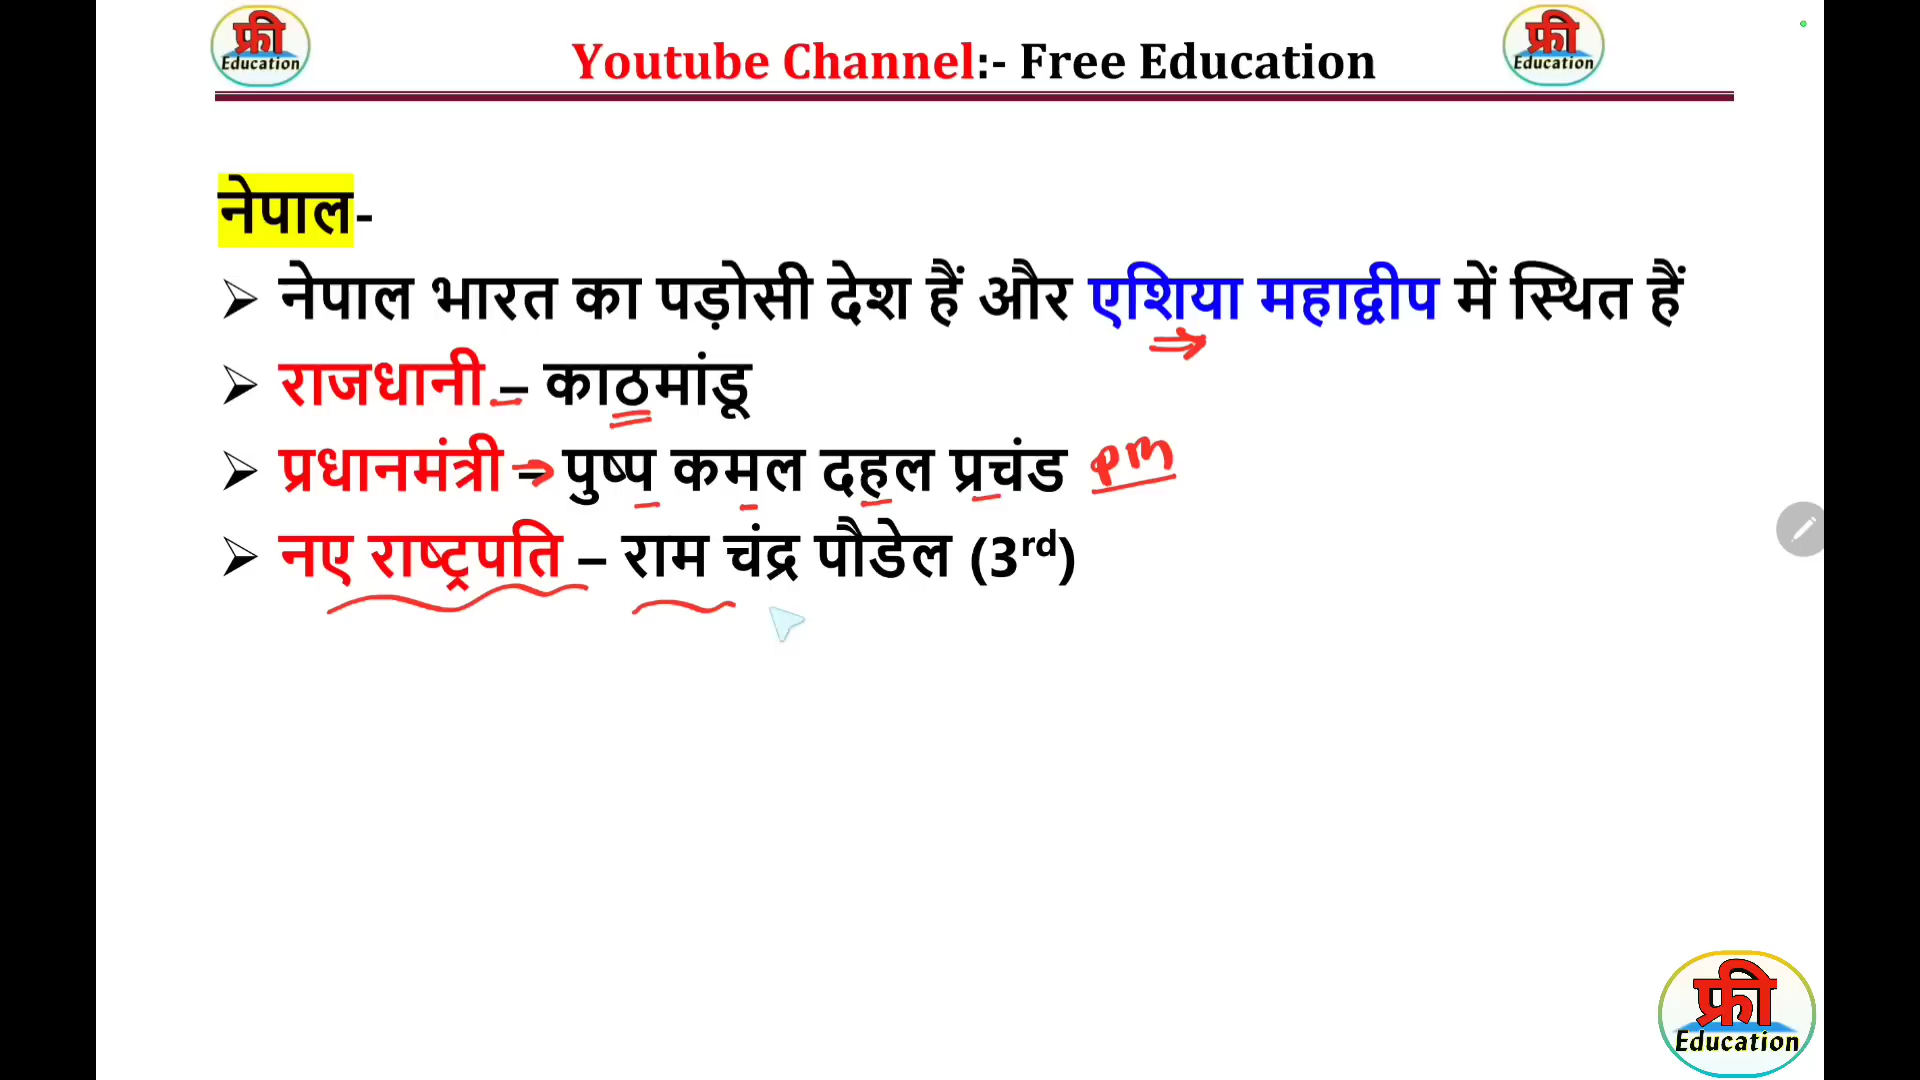 फ्री
Education
Youtube Channel:- Free Education
फ्री
Education
नेपाल-
➢ नेपाल भारत का पड़ोसी देश हैं और एशिया महाद्वीप में स्थित हैं
➢ राजधानी – काठमांडू
➢ प्रधानमंत्री – पुष्प कमल दहल प्रचंड PM
➢ नए राष्ट्रपति – राम चंद्र पौडेल (3rd)
फ्री
Education